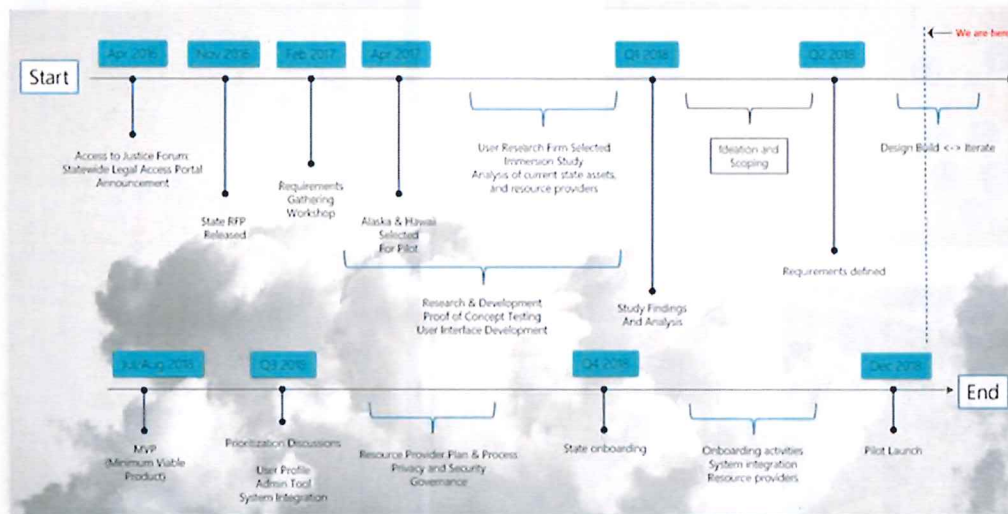 Apr 2016
Nov 2016
Feb 2017
Apr 2017
Q1 2018
Q2 2018
We are here
Start
Access to Justice Forum:
Statewide Legal Access Portal
Announcement
State RFP
Released
Requirements
Gathering
Workshop
Alaska & Hawaii
Selected
For Pilot
User Research Firm Selected
Immersion Study
Analysis of current state assets,
and resource providers
Ideation and
Scoping
Design Build <-> Iterate
Research & Development
Proof of Concept Testing
User Interface Development
Study Findings
And Analysis
Requirements defined
Jul/Aug 2018
Q3 2018
Q4 2018
Dec 2018
End
MVP
(Minimum Viable
Product)
Prioritization Discussions
User Profile
Admin Tool
System Integration
Resource Provider Plan & Process
Privacy and Security
Governance
State onboarding
Onboarding activities
System integration
Resource providers
Pilot Launch